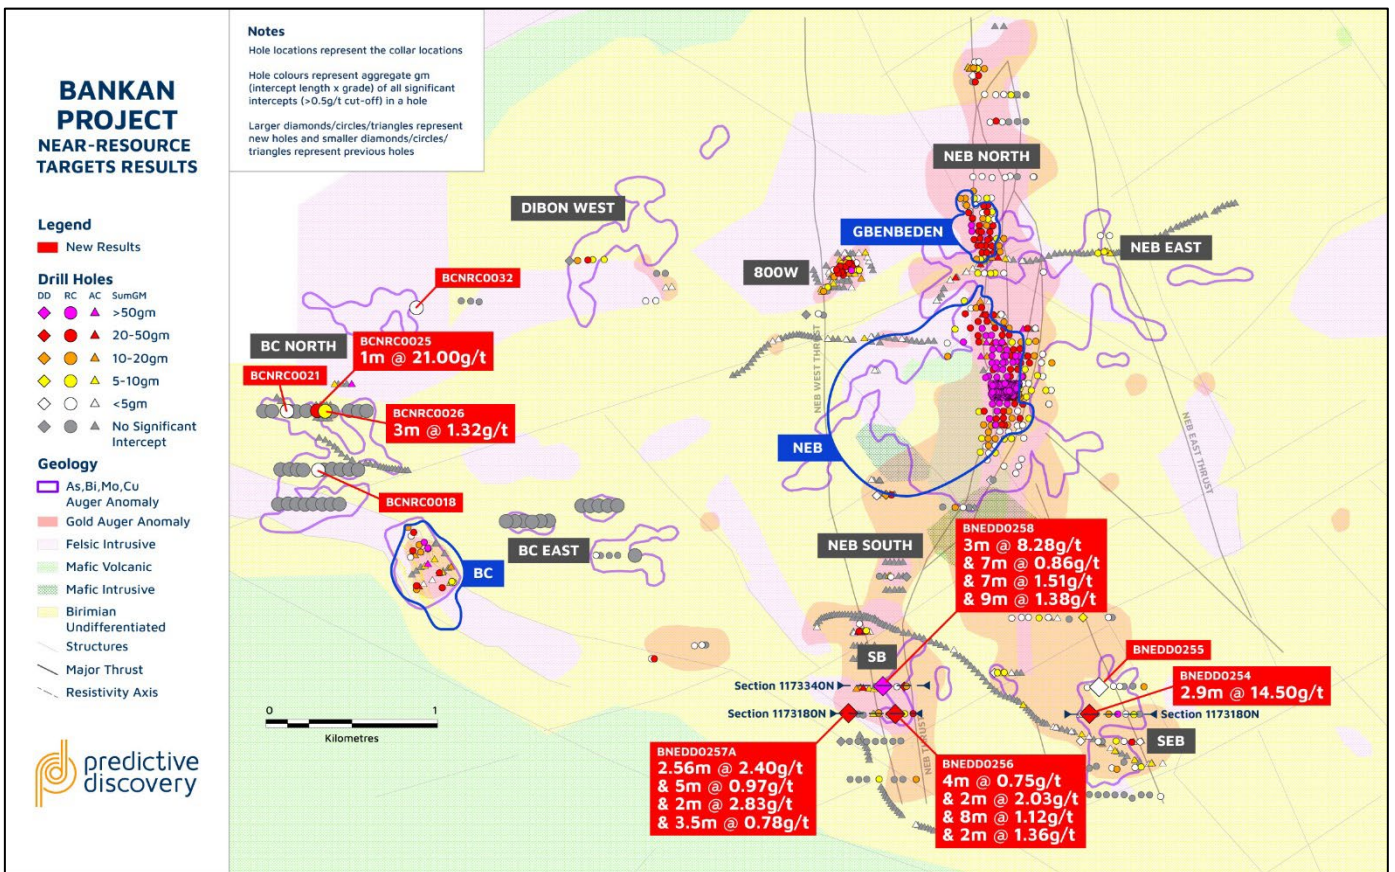 BANKAN
PROJECT
NEAR-RESOURCE
TARGETS RESULTS
Legend
New Results
Drill Holes
DD RC AC SumGM
>50gm
20-50gm
10-20gm
5-10gm
<5gm
No Significant
Intercept
Geology
As,Bi,Mo,Cu
Auger Anomaly
Gold Auger Anomaly
Felsic Intrusive
Mafic Volcanic
Mafic Intrusive
Birimian
Undifferentiated
Structures
Major Thrust
Resistivity Axis
predictive
discovery
Notes
Hole locations represent the collar locations
Hole colours represent aggregate gm
(intercept length x grade) of all significant
intercepts (>0.5g/t cut-off) in a hole
Larger diamonds/circles/triangles represent
new holes and smaller diamonds/circles/
triangles represent previous holes
NEB NORTH
DIBON WEST
GBENBEDEN
NEB EAST
800W
BCNRC0032
BC NORTH
BCNRC0025
1m @ 21.00g/t
BCNRC0021
BCNRC0026
3m @ 1.32g/t
NEB WEST THRUST
NEB EAST THRUST
NEB
BCNRC0018
BC EAST
BC
NEB SOUTH
BNEDD0258
3m @ 8.28g/t
& 7m @ 0.86g/t
& 7m @ 1.51g/t
& 9m @ 1.38g/t
SB
BNEDD0255
BNEDD0254
2.9m @ 14.50g/t
Section 1173340N
Section 1173180N
Section 1173180N
SEB
0 1
Kilometres
BNEDD0257A
2.56m @ 2.40g/t
& 5m @ 0.97g/t
& 2m @ 2.83g/t
& 3.5m @ 0.78g/t
BNEDD0256
4m @ 0.75g/t
& 2m @ 2.03g/t
& 8m @ 1.12g/t
& 2m @ 1.36g/t
NEB THRUST